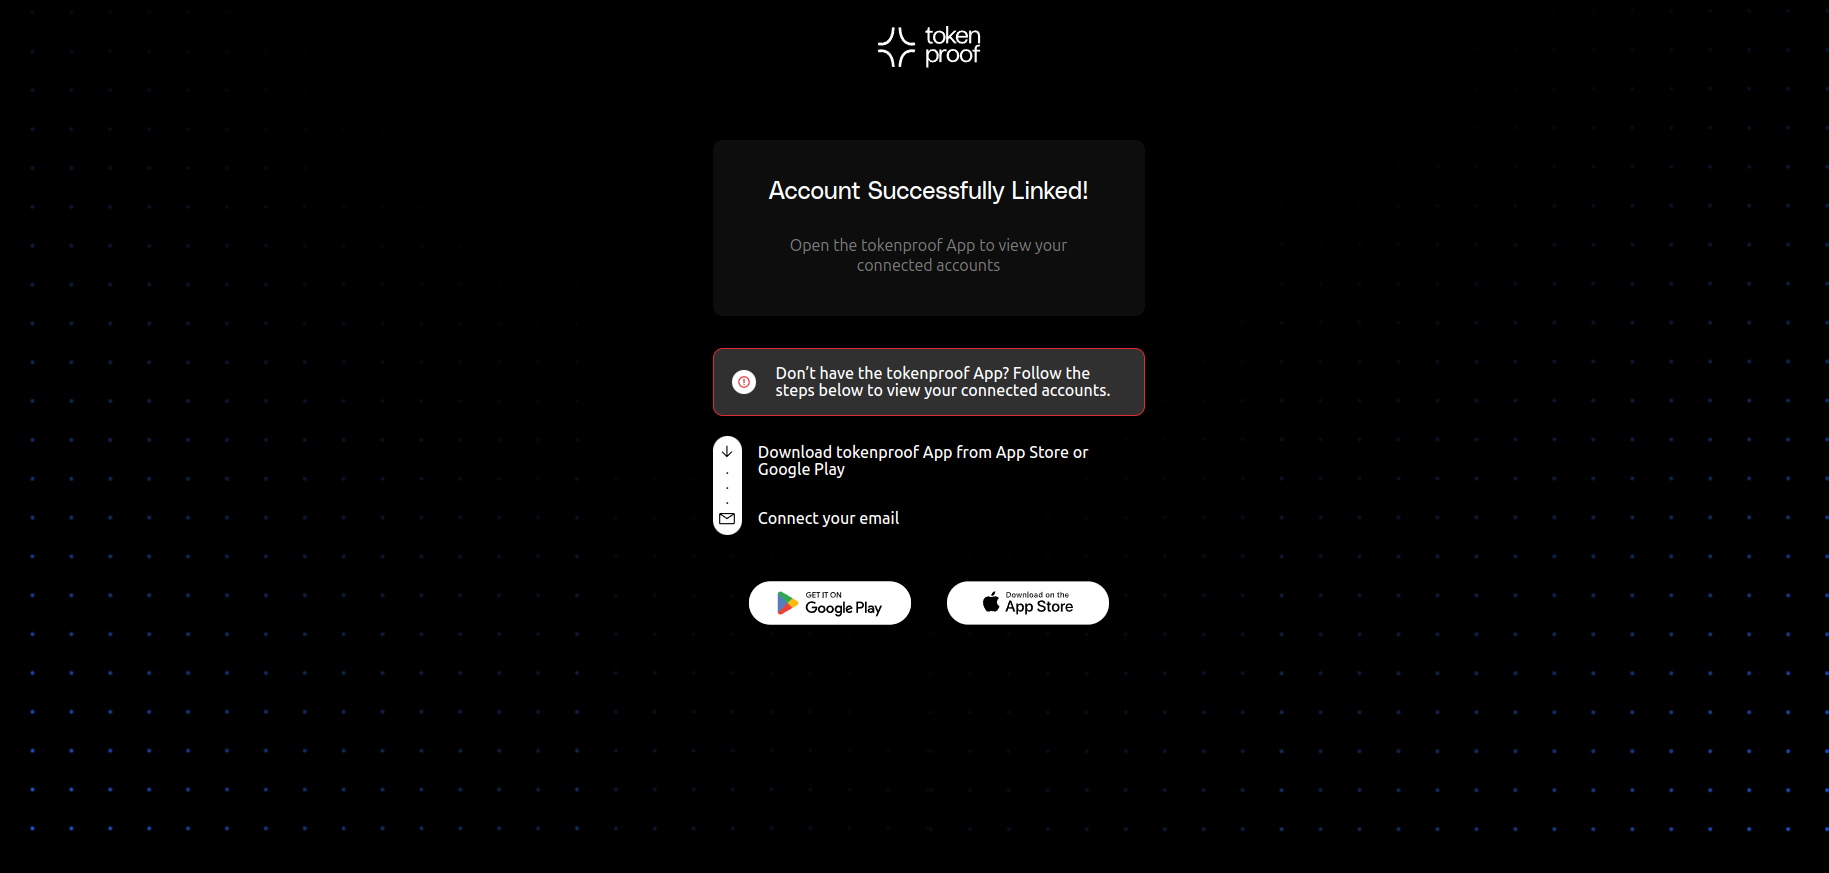 token
proof
Account Successfully Linked!
Open the tokenproof App to view your
connected accounts
Don’t have the tokenproof App? Follow the
steps below to view your connected accounts.
Download tokenproof App from App Store or
Google Play
Connect your email
GET IT ON
Google Play
Download on the
App Store